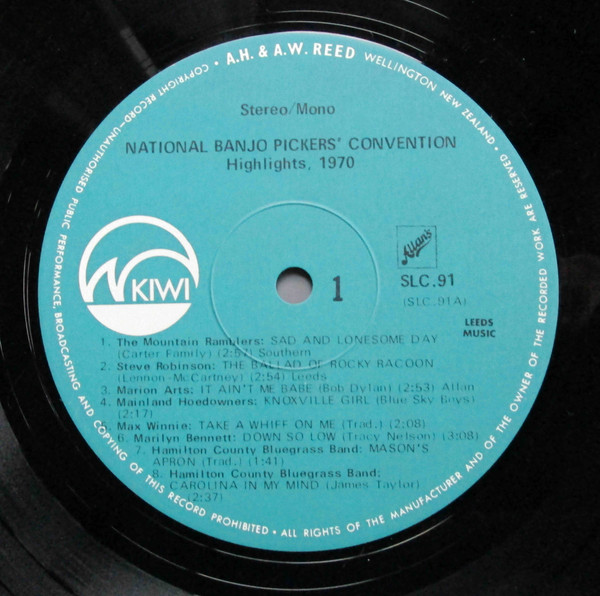 • A.H. & A.W. REED WELLINGTON NEW ZEALAND •
COPYRIGHT RECORD—UNAUTHORISED PUBLIC PERFORMANCE, BROADCASTING AND COPYING OF THIS RECORD PROHIBITED • ALL RIGHTS OF THE MANUFACTURER AND OF THE OWNER OF THE RECORDED WORK ARE RESERVED
Stereo/Mono
NATIONAL BANJO PICKERS' CONVENTION
Highlights, 1970
KIWI
1
Allan's
SLC.91
(SLC.91A)
LEEDS
MUSIC
1. The Mountain Ramblers: SAD AND LONESOME DAY
(Carter Family) (2:57) Southern
2. Steve Robinson: THE BALLAD OF ROCKY RACOON
(Lennon-McCartney) (2:54) Leeds
3. Marion Arts: IT AIN'T ME BABE (Bob Dylan) (2:53) Allan
4. Mainland Hoedowners: KNOXVILLE GIRL (Blue Sky Boys)
(2:17)
5. Max Winnie: TAKE A WHIFF ON ME (Trad.) (2:08)
6. Marilyn Bennett: DOWN SO LOW (Tracy Nelson) (3:08)
7. Hamilton County Bluegrass Band: MASON'S
APRON (Trad.) (1:41)
8. Hamilton County Bluegrass Band:
CAROLINA IN MY MIND (James Taylor)
(2:37)